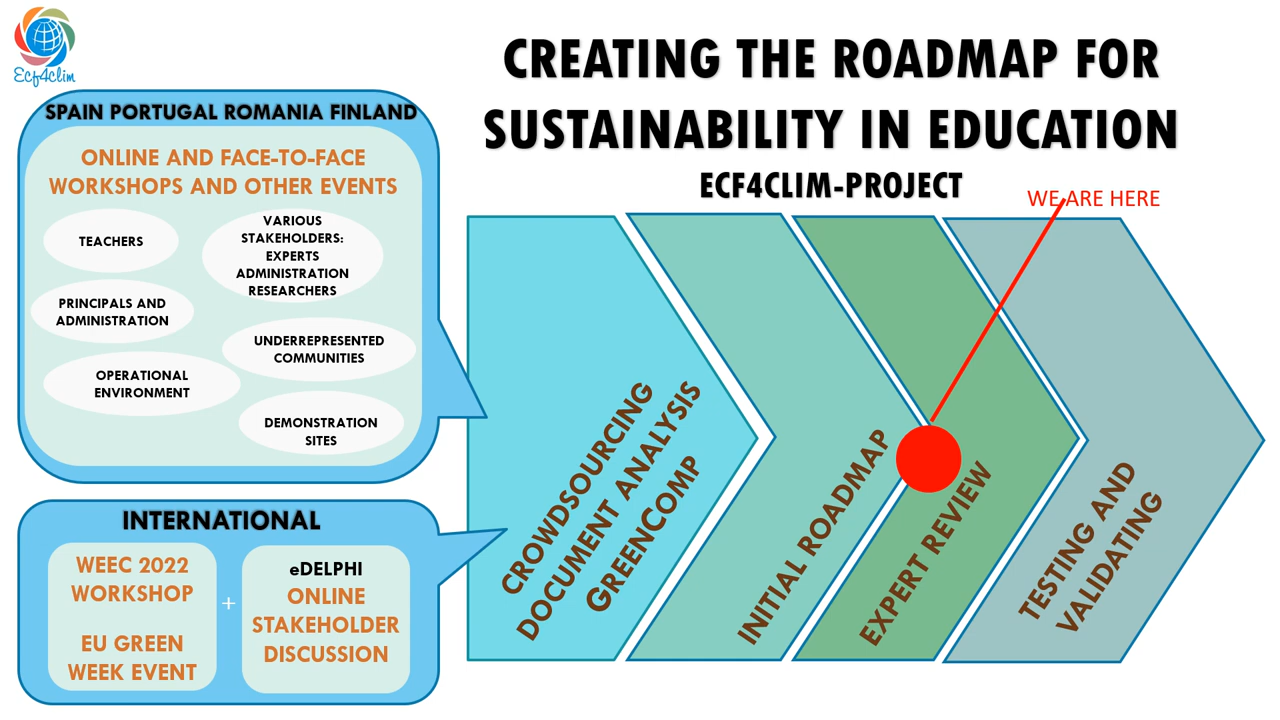 Ecf4clim
CREATING THE ROADMAP FOR
SUSTAINABILITY IN EDUCATION
ECF4CLIM-PROJECT
WE ARE HERE
SPAIN PORTUGAL ROMANIA FINLAND
ONLINE AND FACE-TO-FACE
WORKSHOPS AND OTHER EVENTS
TEACHERS
VARIOUS
STAKEHOLDERS:
EXPERTS
ADMINISTRATION
RESEARCHERS
PRINCIPALS AND
ADMINISTRATION
UNDERREPRESENTED
COMMUNITIES
OPERATIONAL
ENVIRONMENT
DEMONSTRATION
SITES
INTERNATIONAL
WEEC 2022
WORKSHOP
EU GREEN
WEEK EVENT
+
eDELPHI
ONLINE
STAKEHOLDER
DISCUSSION
CROWDSOURCING
DOCUMENT ANALYSIS
GREENCOMP
INITIAL ROADMAP
EXPERT REVIEW
TESTING AND
VALIDATING